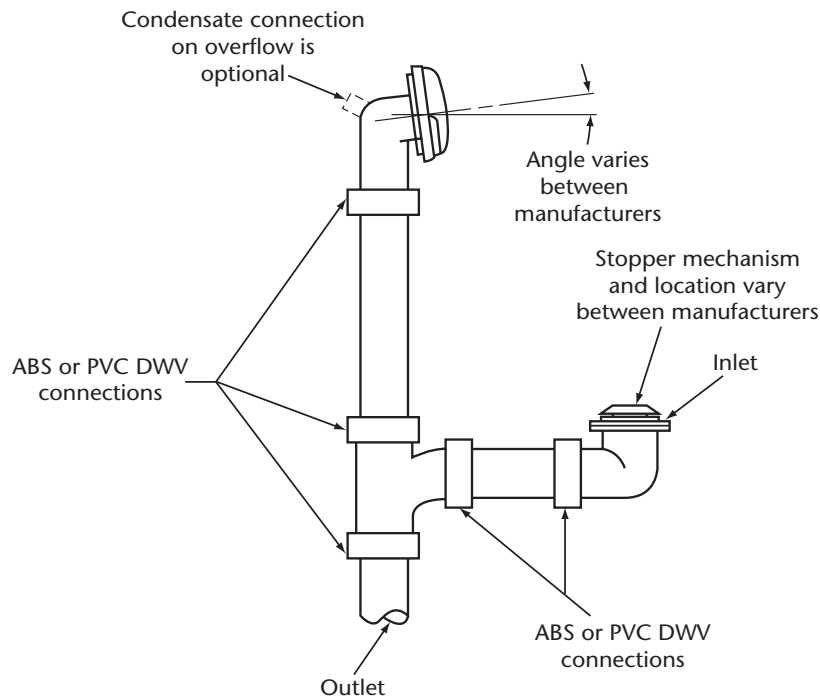 Condensate connection
on overflow is
optional
Angle varies
between
manufacturers
Stopper mechanism
and location vary
between manufacturers
Inlet
ABS or PVC DWV
connections
ABS or PVC DWV
connections
Outlet